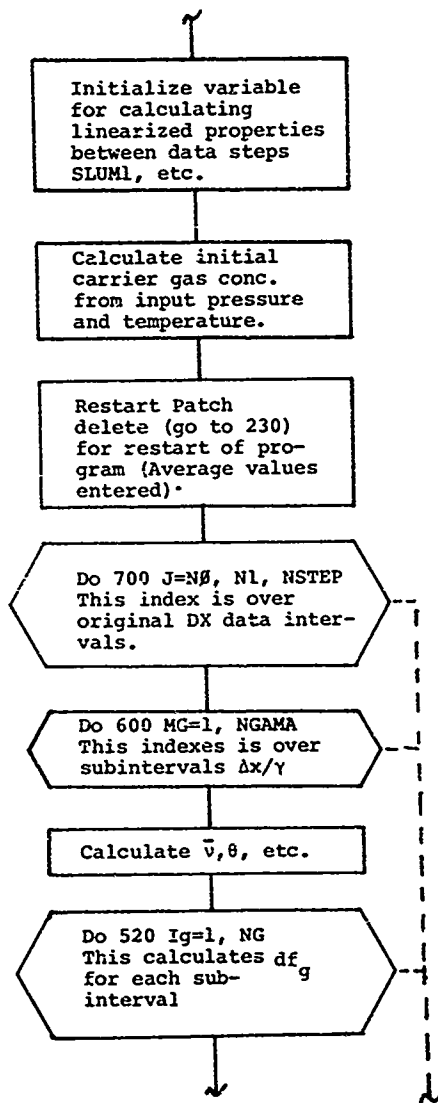 Initialize variable
for calculating
linearized properties
between data steps
SLUM1, etc.
Calculate initial
carrier gas conc.
from input pressure
and temperature.
Restart Patch
delete (go to 230)
for restart of pro-
gram (Average values
entered).
Do 700 J=NØ, N1, NSTEP
This index is over
original DX data inter-
vals.
Do 600 MG=1, NGAMA
This indexes is over
subintervals Δx/γ
Calculate ν̄,θ, etc.
Do 520 Ig=1, NG
This calculates df_g
for each sub-
interval